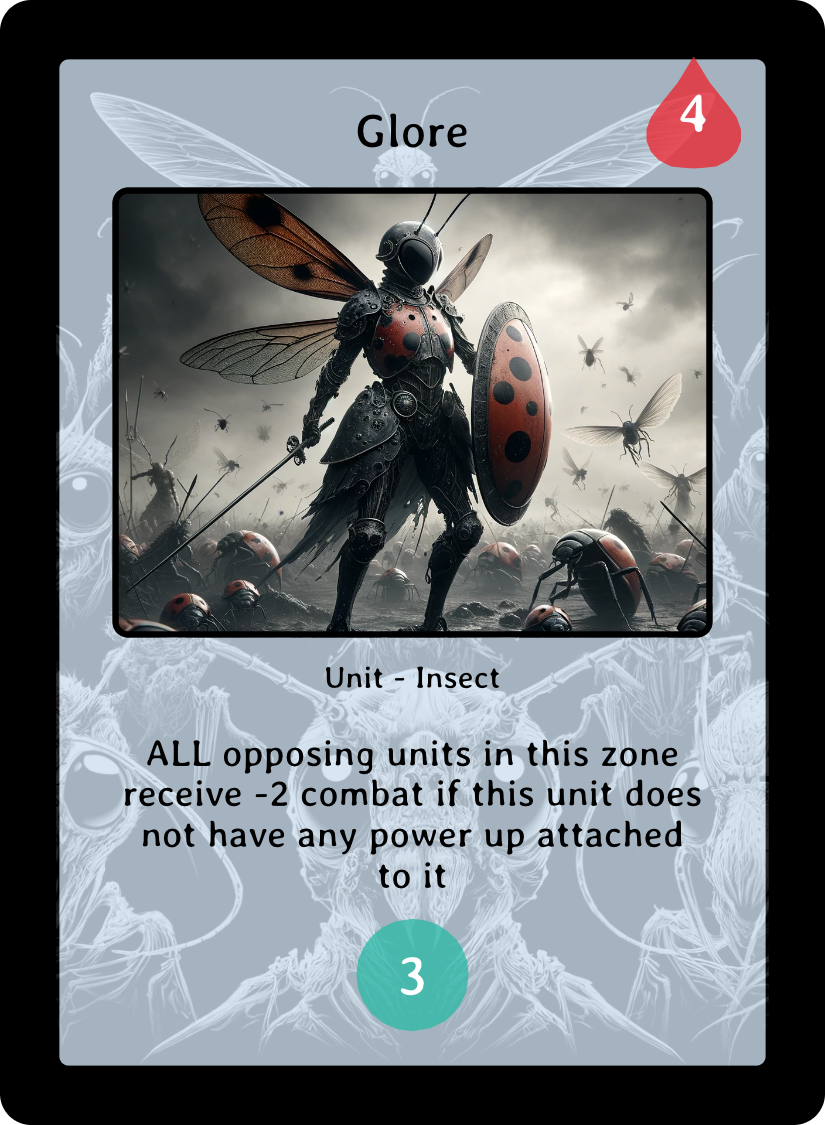 Glore
4
Unit - Insect
ALL opposing units in this zone
receive -2 combat if this unit does
not have any power up attached
to it
3